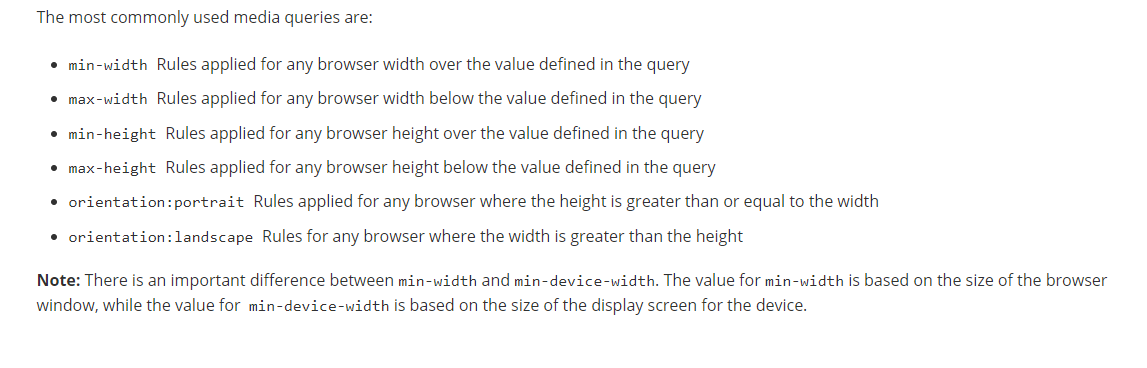 The most commonly used media queries are:
• min-width Rules applied for any browser width over the value defined in the query
• max-width Rules applied for any browser width below the value defined in the query
• min-height Rules applied for any browser height over the value defined in the query
• max-height Rules applied for any browser height below the value defined in the query
• orientation:portrait Rules applied for any browser where the height is greater than or equal to the width
• orientation:landscape Rules for any browser where the width is greater than the height
Note: There is an important difference between min-width and min-device-width. The value for min-width is based on the size of the browser
window, while the value for min-device-width is based on the size of the display screen for the device.